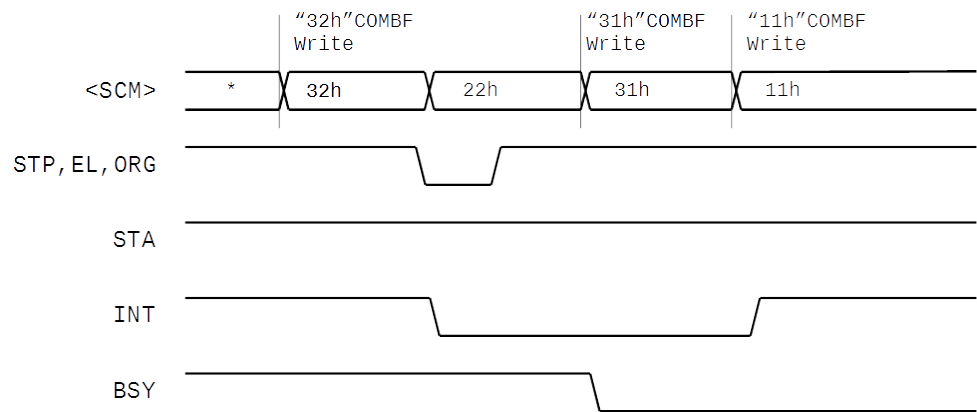 “32h”COMBF
Write
“31h”COMBF
Write
“11h”COMBF
Write
<SCM>
*
32h
22h
31h
11h
STP,EL,ORG
STA
INT
BSY